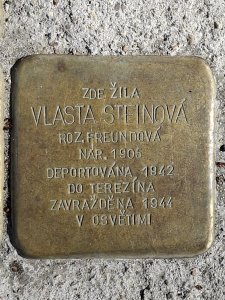 ZDE ŽILA
VLASTA STEINOVÁ
ROZ. FREUNDOVÁ
NAR. 1906
DEPORTOVÁNA 1942
DO TEREZÍNA
ZAVRAŽDĚNA 1944
V OSVĚTIMI